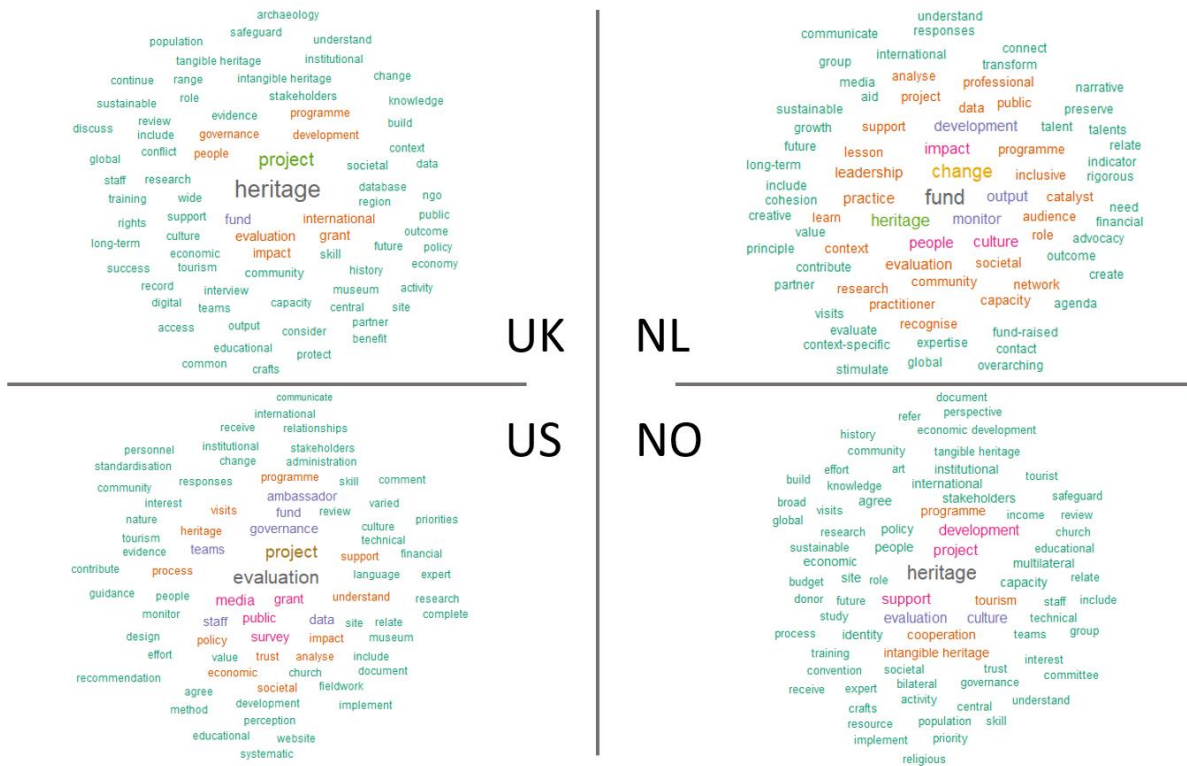 archaeology
safeguard
population understand
tangible heritage institutional
continue range intangible heritage change
sustainable role stakeholders knowledge
review evidence programme build
discuss include governance development
global conflict people project societal context data
staff research heritage database ngo
training wide region
rights support fund international public
long-term culture evaluation grant outcome
economic impact skill future policy
success tourism community history economy
record interview museum activity
digital teams capacity central site
access output consider partner
educational protect benefit
common crafts
UK
understand
communicate responses
group international connect
media analyse professional transform narrative
aid project data public
sustainable preserve
growth support development talent talents
future lesson impact programme relate
long-term leadership change inclusive indicator
include practice fund output catalyst rigorous
cohesion need
creative learn heritage monitor audience financial
value people culture role advocacy
principle context outcome
contribute evaluation societal create
partner research community network
practitioner capacity agenda
visits recognise
evaluate expertise fund-raised
context-specific contact
stimulate global overarching
NL
communicate
international
receive relationships
personnel institutional stakeholders
standardisation change administration
community responses programme skill comment
interest ambassador
nature visits fund review varied
tourism heritage governance culture priorities
evidence teams project technical
contribute process evaluation support financial
language expert
guidance people media grant understand research
monitor staff public data site relate complete
design policy survey impact museum
effort value trust analyse include
recommendation economic church document
agree societal fieldwork
method development implement
perception
educational website
systematic
US
document
refer perspective
history economic development
community tangible heritage
effort art institutional tourist
build knowledge international
broad visits agree stakeholders safeguard
global programme income review
research policy development church
sustainable people project educational
economic multilateral
budget site role heritage capacity relate
donor future support tourism staff include
study evaluation culture technical
process identity cooperation teams group
training intangible heritage interest
convention societal trust committee
receive expert bilateral governance
crafts activity central understand
resource population skill
implement priority
religious
NO